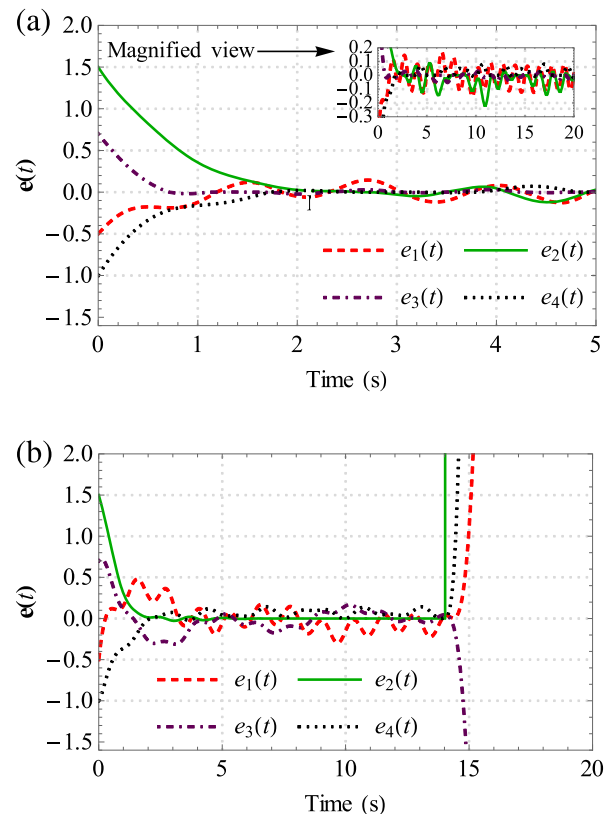 (a)
Magnified view
0.2
0.1
0.0
-0.1
-0.3
0 5 10 15 20
2.0
1.5
1.0
0.5
0.0
-0.5
-1.0
-1.5
e(t)
e₁(t) e₂(t)
e₃(t) e₄(t)
0 1 2 3 4 5
Time (s)
(b)
2.0
1.5
1.0
0.5
0.0
-0.5
-1.0
-1.5
e(t)
e₁(t) e₂(t)
e₃(t) e₄(t)
0 5 10 15 20
Time (s)